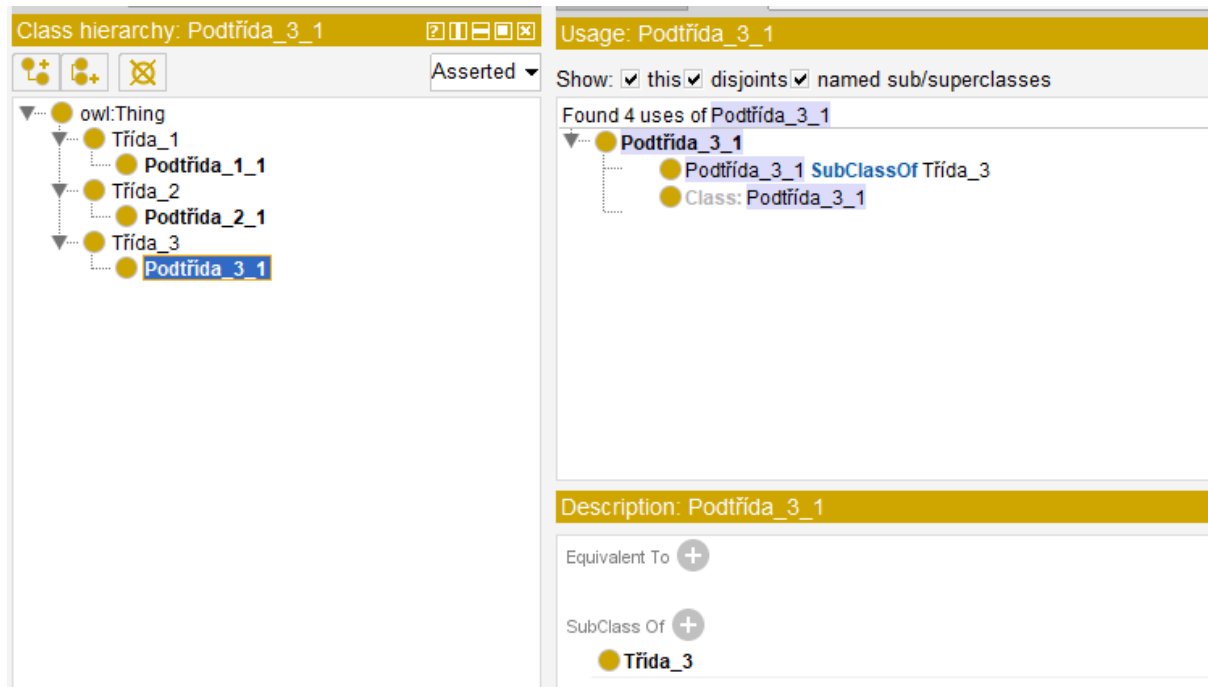 Class hierarchy: Podtřída_3_1
Asserted
owl:Thing
Třída_1
Podtřída_1_1
Třída_2
Podtřída_2_1
Třída_3
Podtřída_3_1
Usage: Podtřída_3_1
Show: this disjoints named sub/superclasses
Found 4 uses of Podtřída_3_1
Podtřída_3_1
Podtřída_3_1 SubClassOf Třída_3
Class: Podtřída_3_1
Description: Podtřída_3_1
Equivalent To
SubClass Of
Třída_3